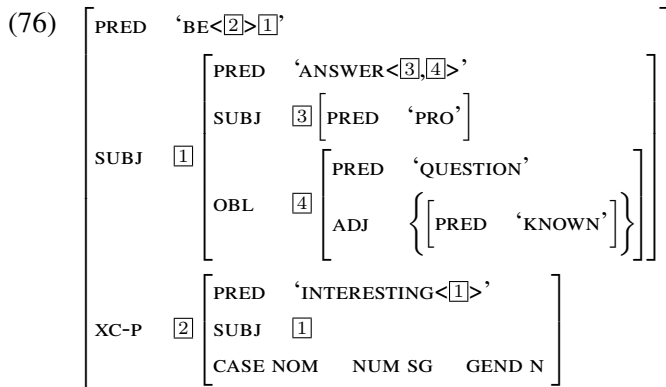 (76)
PRED ‘BE<2>1’
PRED ‘ANSWER<3,4>’
SUBJ 3 [PRED ‘PRO’]
SUBJ 1
PRED ‘QUESTION’
OBL 4
ADJ {[PRED ‘KNOWN’]}
PRED ‘INTERESTING<1>’
XC-P 2 SUBJ 1
CASE NOM NUM SG GEND N